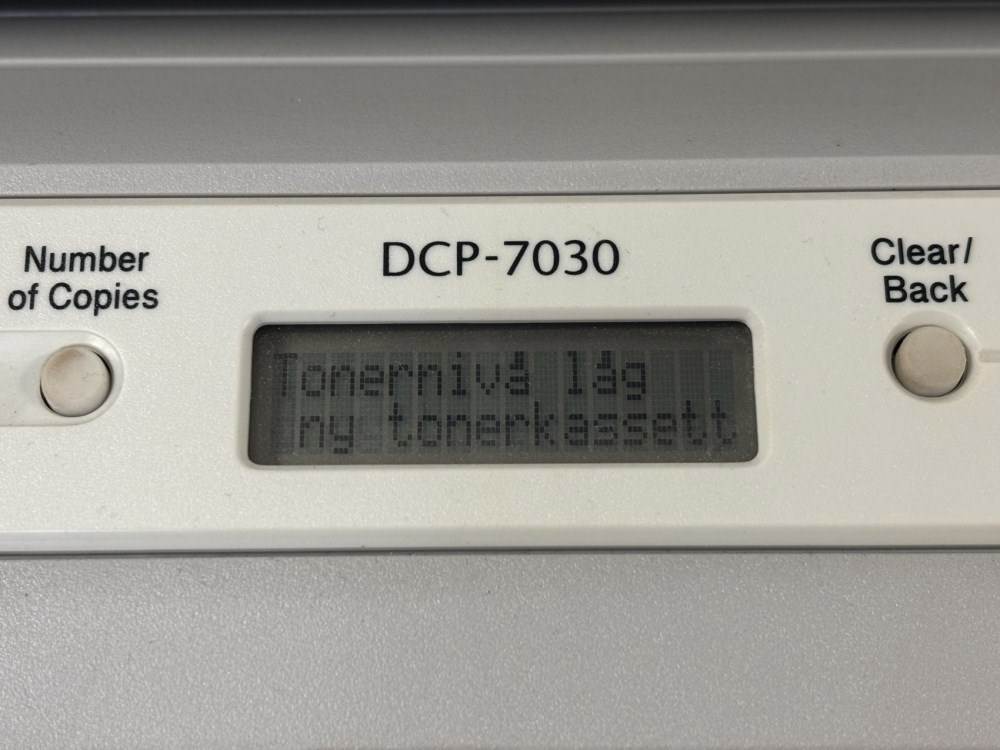 Number
of Copies
DCP-7030
Clear/
Back
Tonernivå låg
ny tonerkassett